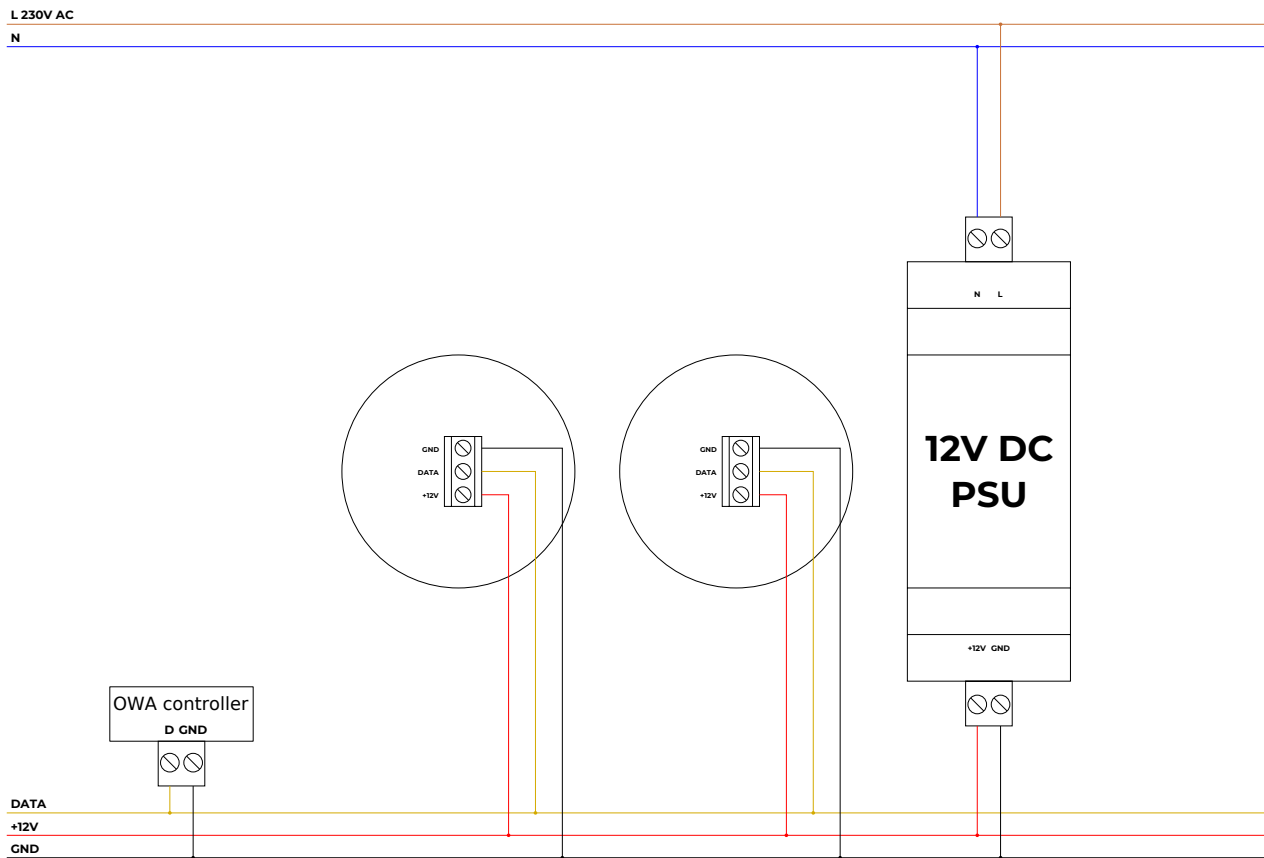 L 230V AC
N
N L
GND
DATA
+12V
GND
DATA
+12V
12V DC
PSU
+12V GND
OWA controller
D GND
DATA
+12V
GND